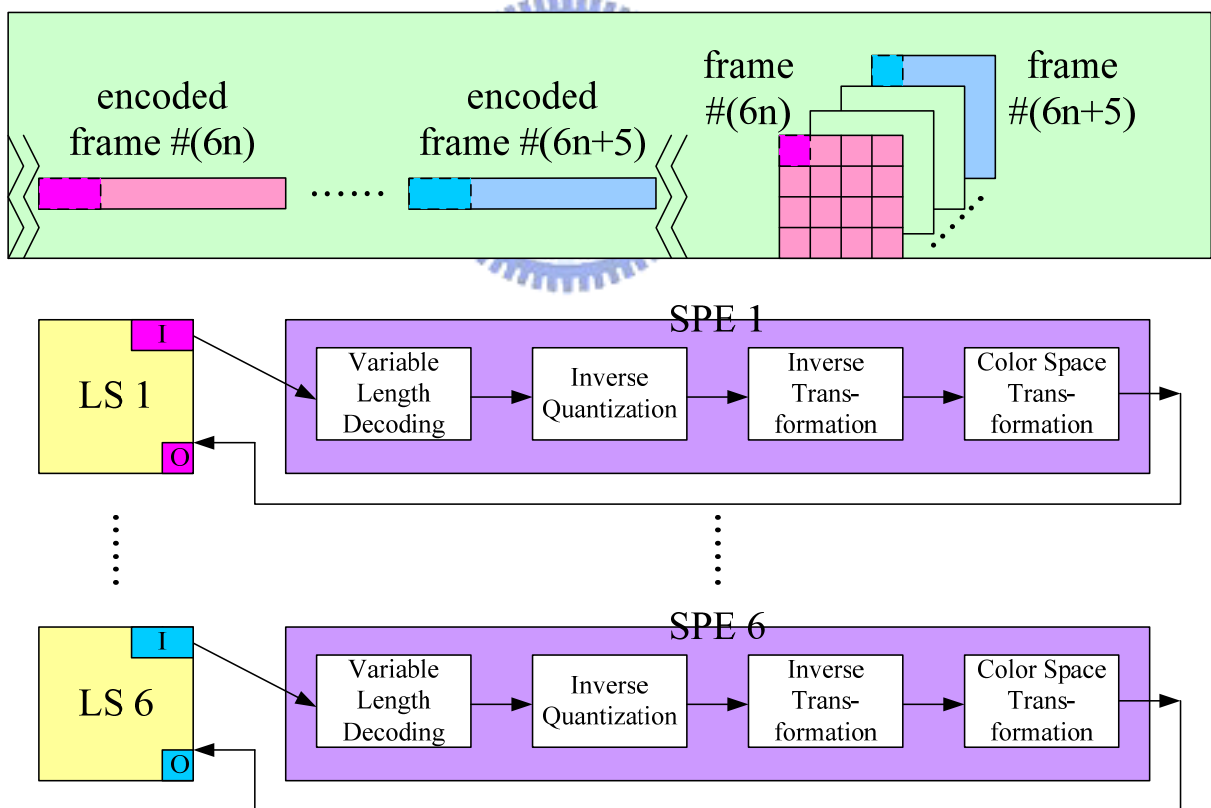 encoded
frame #(6n)
encoded
frame #(6n+5)
frame
#(6n)
frame
#(6n+5)
SPE 1
I
LS 1
O
Variable
Length
Decoding
Inverse
Quantization
Inverse
Trans-
formation
Color Space
Trans-
formation
SPE 6
I
LS 6
O
Variable
Length
Decoding
Inverse
Quantization
Inverse
Trans-
formation
Color Space
Trans-
formation